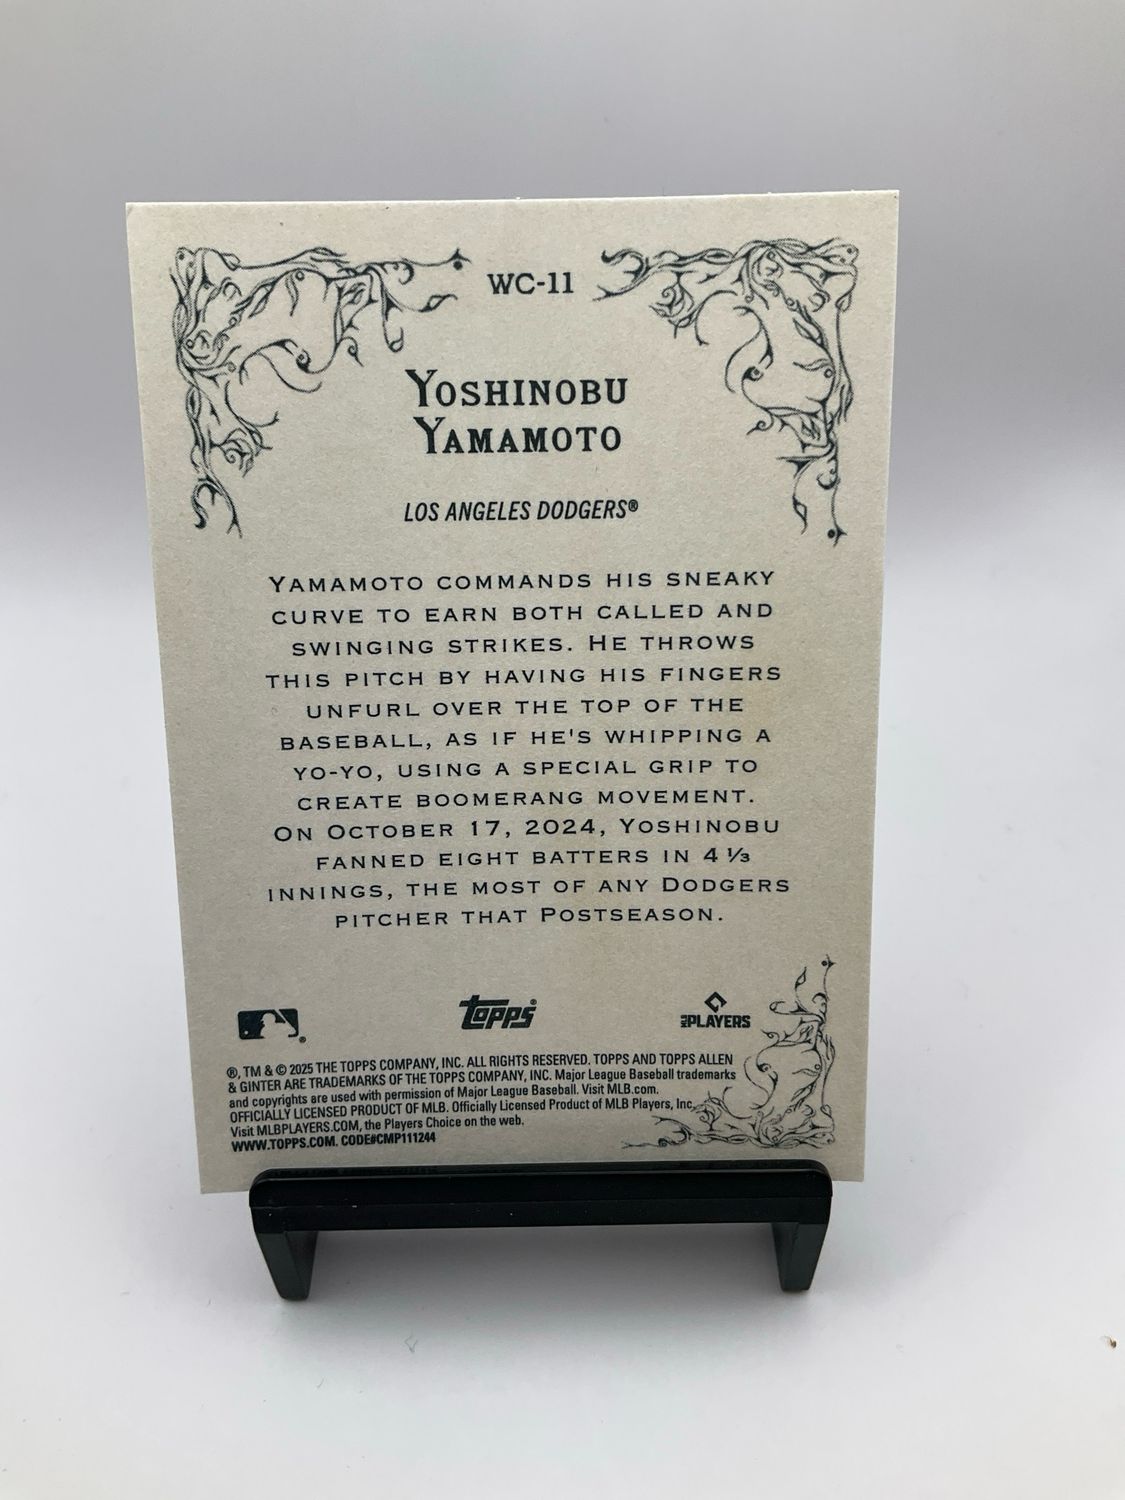 WC-11
YOSHINOBU
YAMAMOTO
LOS ANGELES DODGERS®
YAMAMOTO COMMANDS HIS SNEAKY
CURVE TO EARN BOTH CALLED AND
SWINGING STRIKES. HE THROWS
THIS PITCH BY HAVING HIS FINGERS
UNFURL OVER THE TOP OF THE
BASEBALL, AS IF HE'S WHIPPING A
YO-YO, USING A SPECIAL GRIP TO
CREATE BOOMERANG MOVEMENT.
ON OCTOBER 17, 2024, YOSHINOBU
FANNED EIGHT BATTERS IN 4 ⅓
INNINGS, THE MOST OF ANY DODGERS
PITCHER THAT POSTSEASON.
® topps® MLB PLAYERS
®, TM & © 2025 THE TOPPS COMPANY, INC. ALL RIGHTS RESERVED. TOPPS AND TOPPS ALLEN
& GINTER ARE TRADEMARKS OF THE TOPPS COMPANY, INC. Major League Baseball trademarks
and copyrights are used with permission of Major League Baseball. Visit MLB.com.
OFFICIALLY LICENSED PRODUCT OF MLB. Officially Licensed Product of MLB Players, Inc.
Visit MLBPLAYERS.COM, the Players Choice on the web.
WWW.TOPPS.COM. CODE#CMP111244